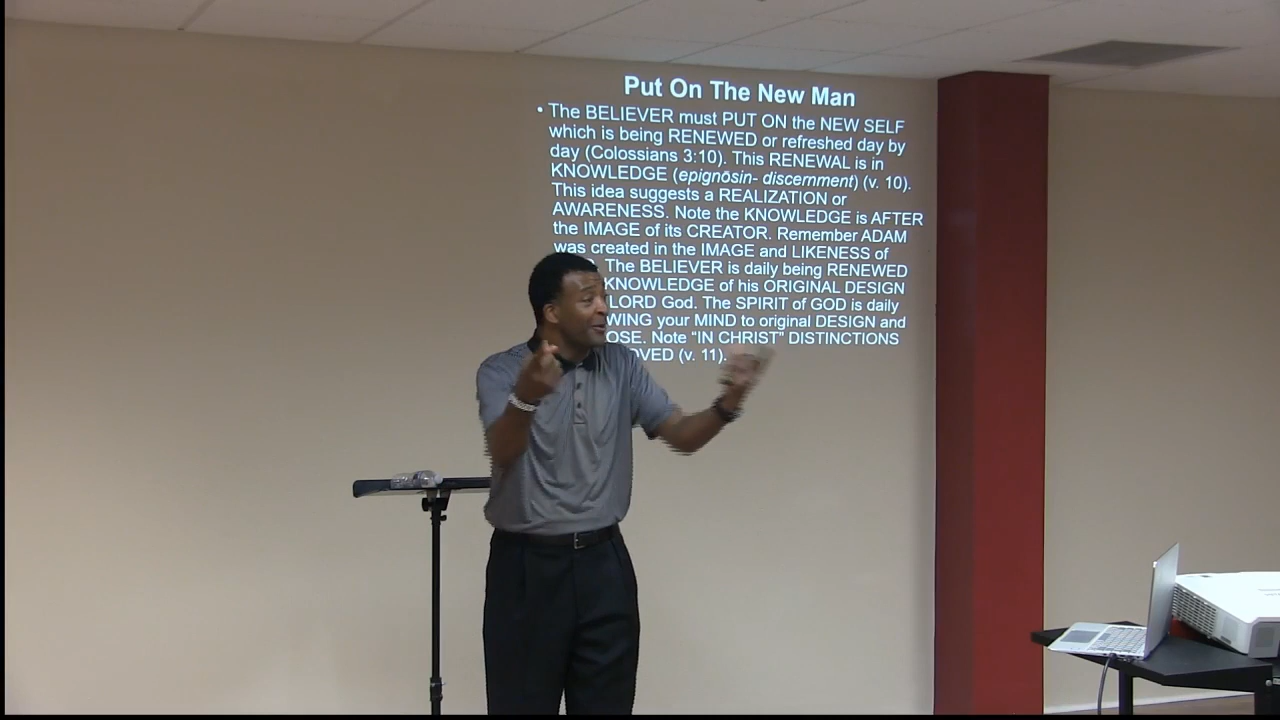 Put On The New Man
• The BELIEVER must PUT ON the NEW SELF
which is being RENEWED or refreshed day by
day (Colossians 3:10). This RENEWAL is in
KNOWLEDGE (epignōsin- discernment) (v. 10).
This idea suggests a REALIZATION or
AWARENESS. Note the KNOWLEDGE is AFTER
the IMAGE of its CREATOR. Remember ADAM
was created in the IMAGE and LIKENESS of
The BELIEVER is daily being RENEWED
KNOWLEDGE of his ORIGINAL DESIGN
LORD God. The SPIRIT of GOD is daily
WING your MIND to original DESIGN and
OSE. Note “IN CHRIST” DISTINCTIONS
OVED (v. 11).